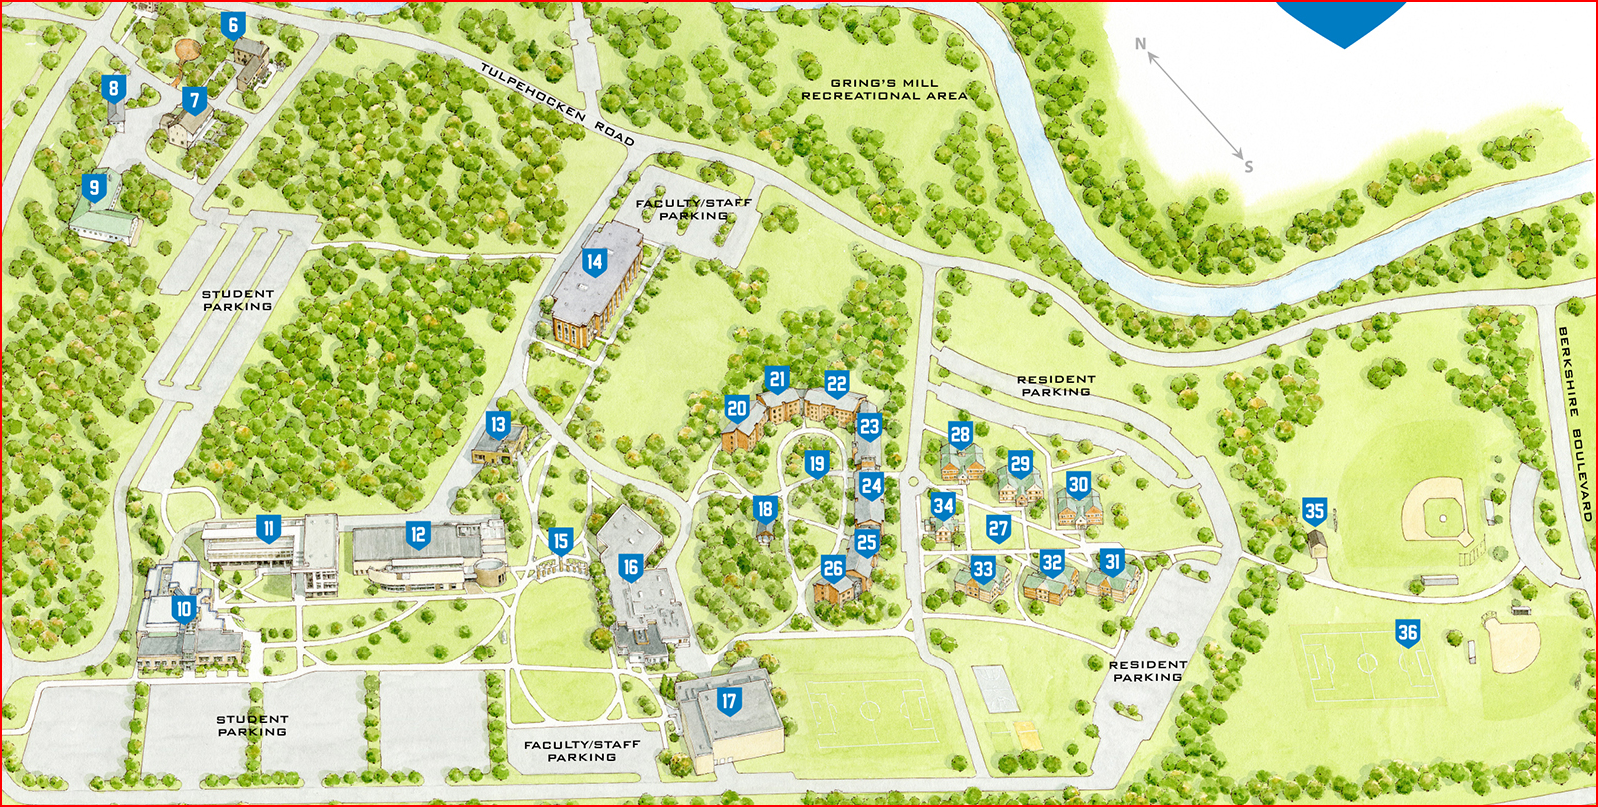 6
N
8
7
TULPEHOCKEN ROAD
GRING'S MILL
RECREATIONAL AREA
S
9
FACULTY/STAFF
PARKING
14
STUDENT
PARKING
BERKSHIRE BOULEVARD
21
22
RESIDENT
PARKING
20
13
23
28
19
29
24
30
18
34
35
11
12
15
27
25
16
26
33
32
31
10
36
RESIDENT
PARKING
17
STUDENT
PARKING
FACULTY/STAFF
PARKING